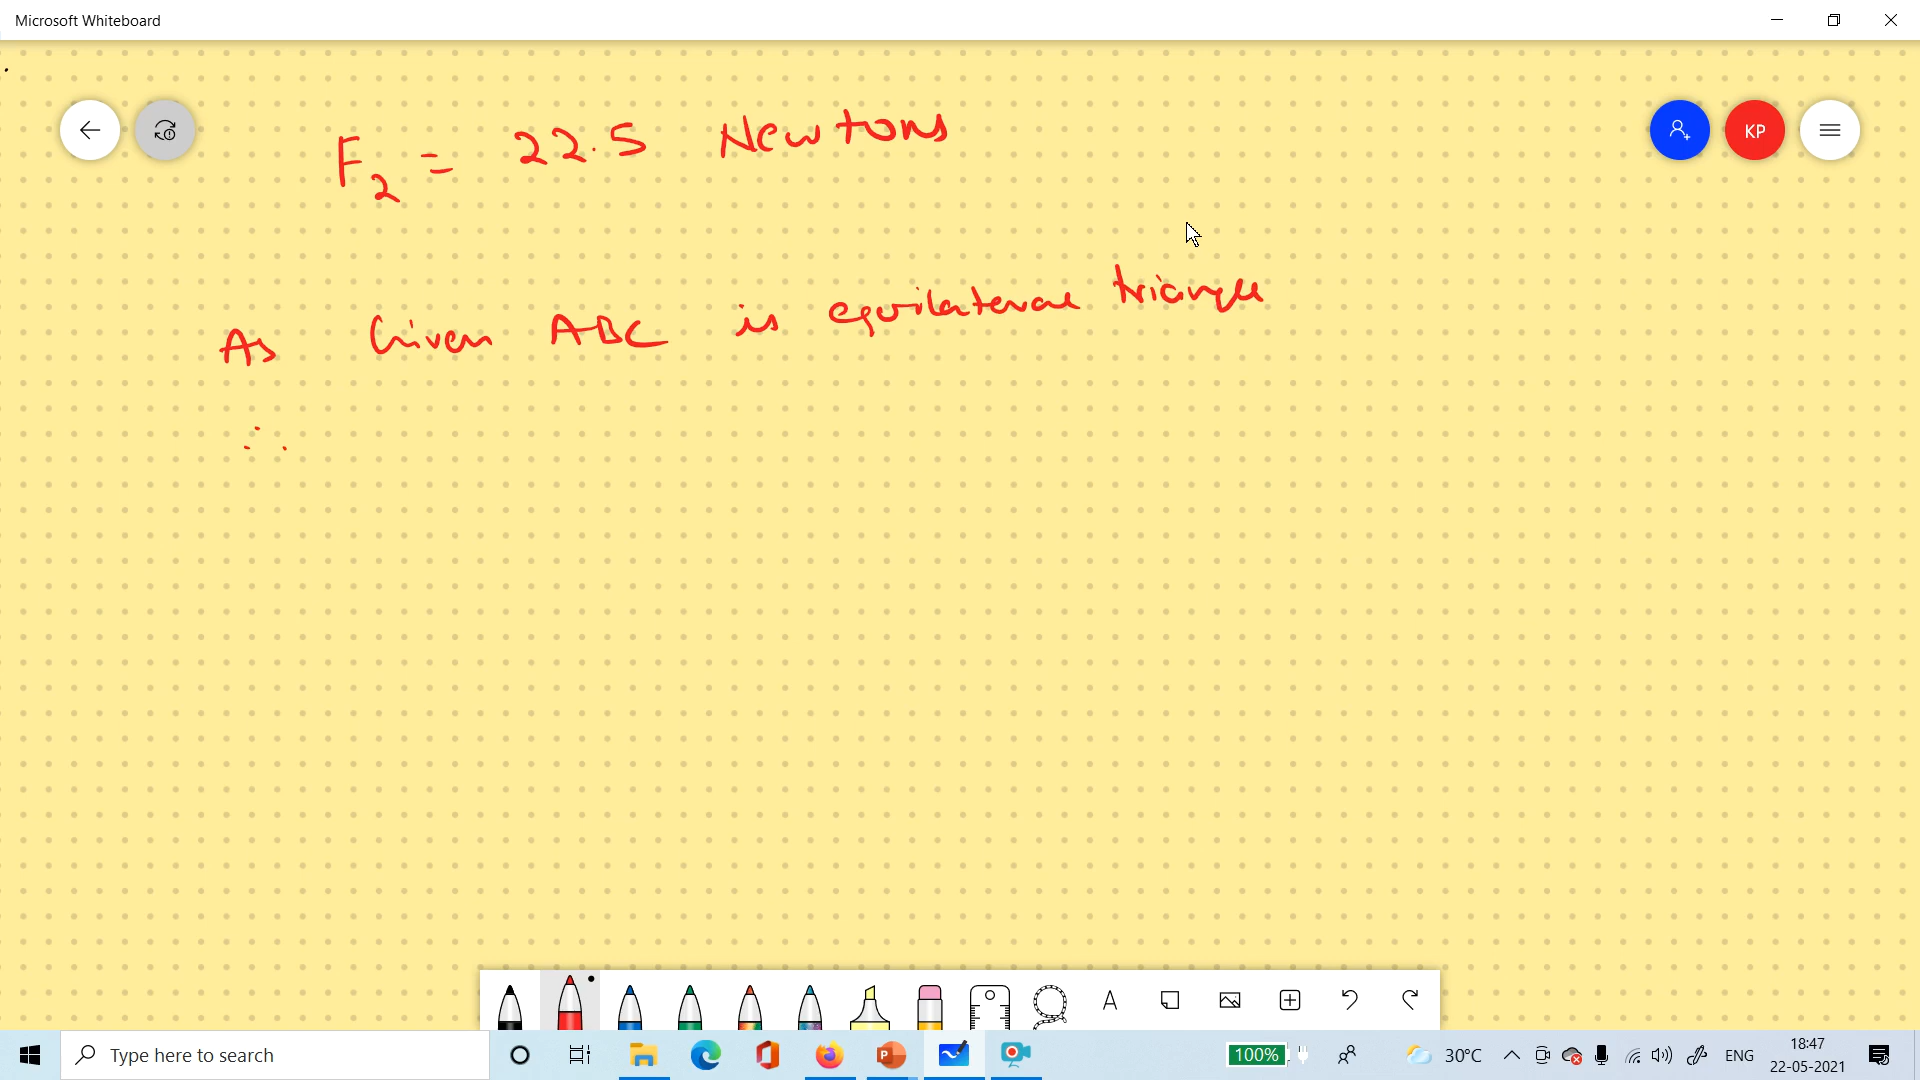 Microsoft Whiteboard
KP
F2 = 22.5 Newtons
As Given ABC is equilateral triangle
∴
A
Type here to search
100%
30°C
ENG
18:47
22-05-2021